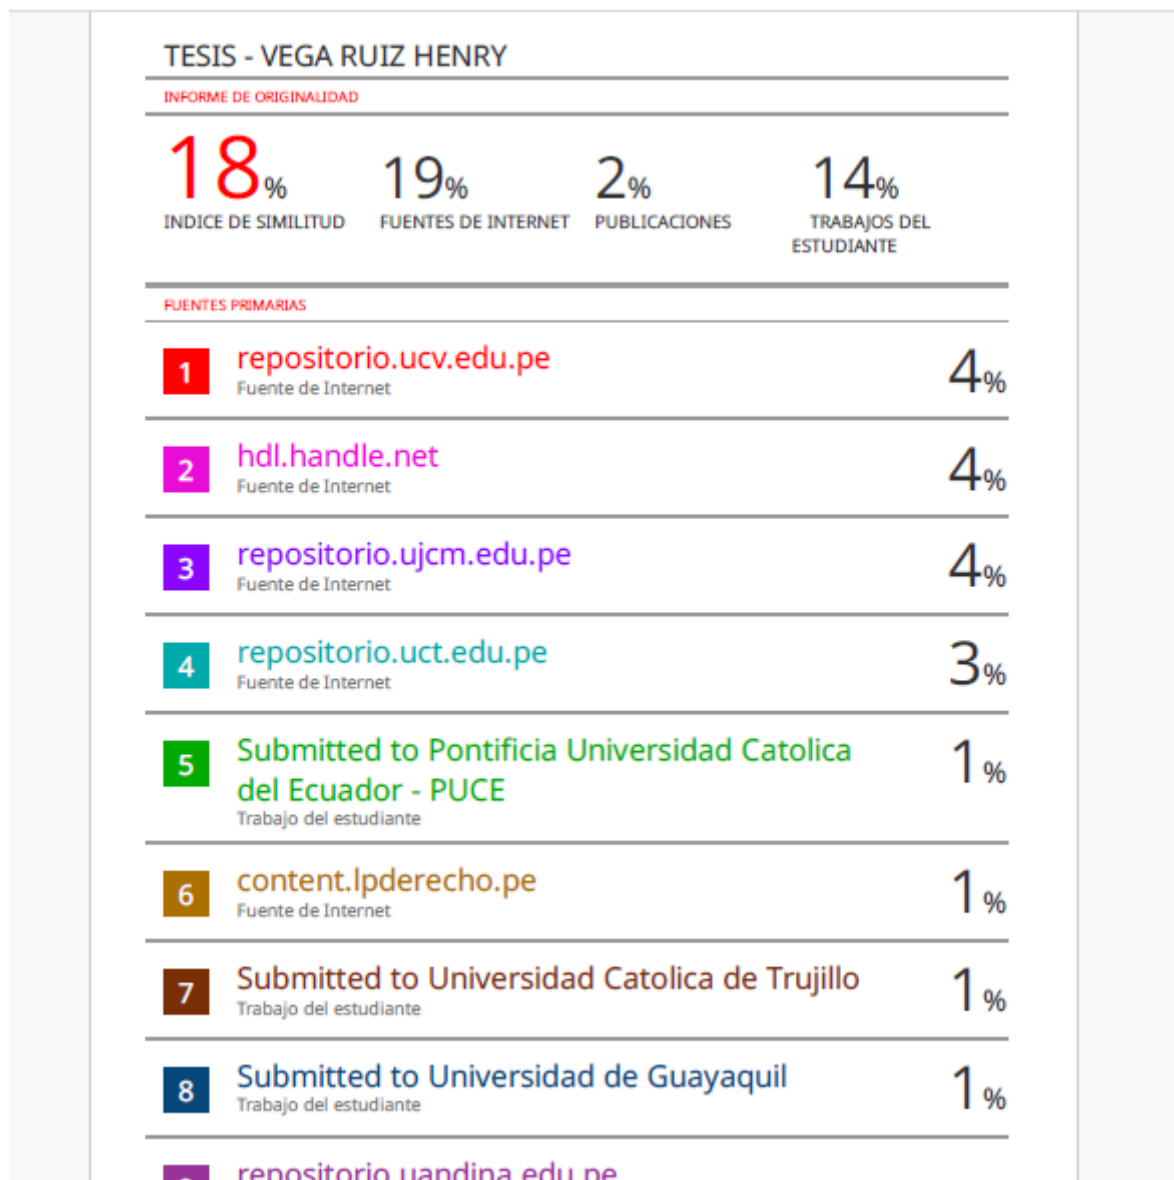 TESIS - VEGA RUIZ HENRY
INFORME DE ORIGINALIDAD
18% 19% 2% 14%
INDICE DE SIMILITUD FUENTES DE INTERNET PUBLICACIONES TRABAJOS DEL
ESTUDIANTE
FUENTES PRIMARIAS
1 repositorio.ucv.edu.pe 4%
Fuente de Internet
2 hdl.handle.net 4%
Fuente de Internet
3 repositorio.ujcm.edu.pe 4%
Fuente de Internet
4 repositorio.uct.edu.pe 3%
Fuente de Internet
5 Submitted to Pontificia Universidad Catolica 1%
del Ecuador - PUCE
Trabajo del estudiante
6 content.lpderecho.pe 1%
Fuente de Internet
7 Submitted to Universidad Catolica de Trujillo 1%
Trabajo del estudiante
8 Submitted to Universidad de Guayaquil 1%
Trabajo del estudiante
repositorio.uandina.edu.pe